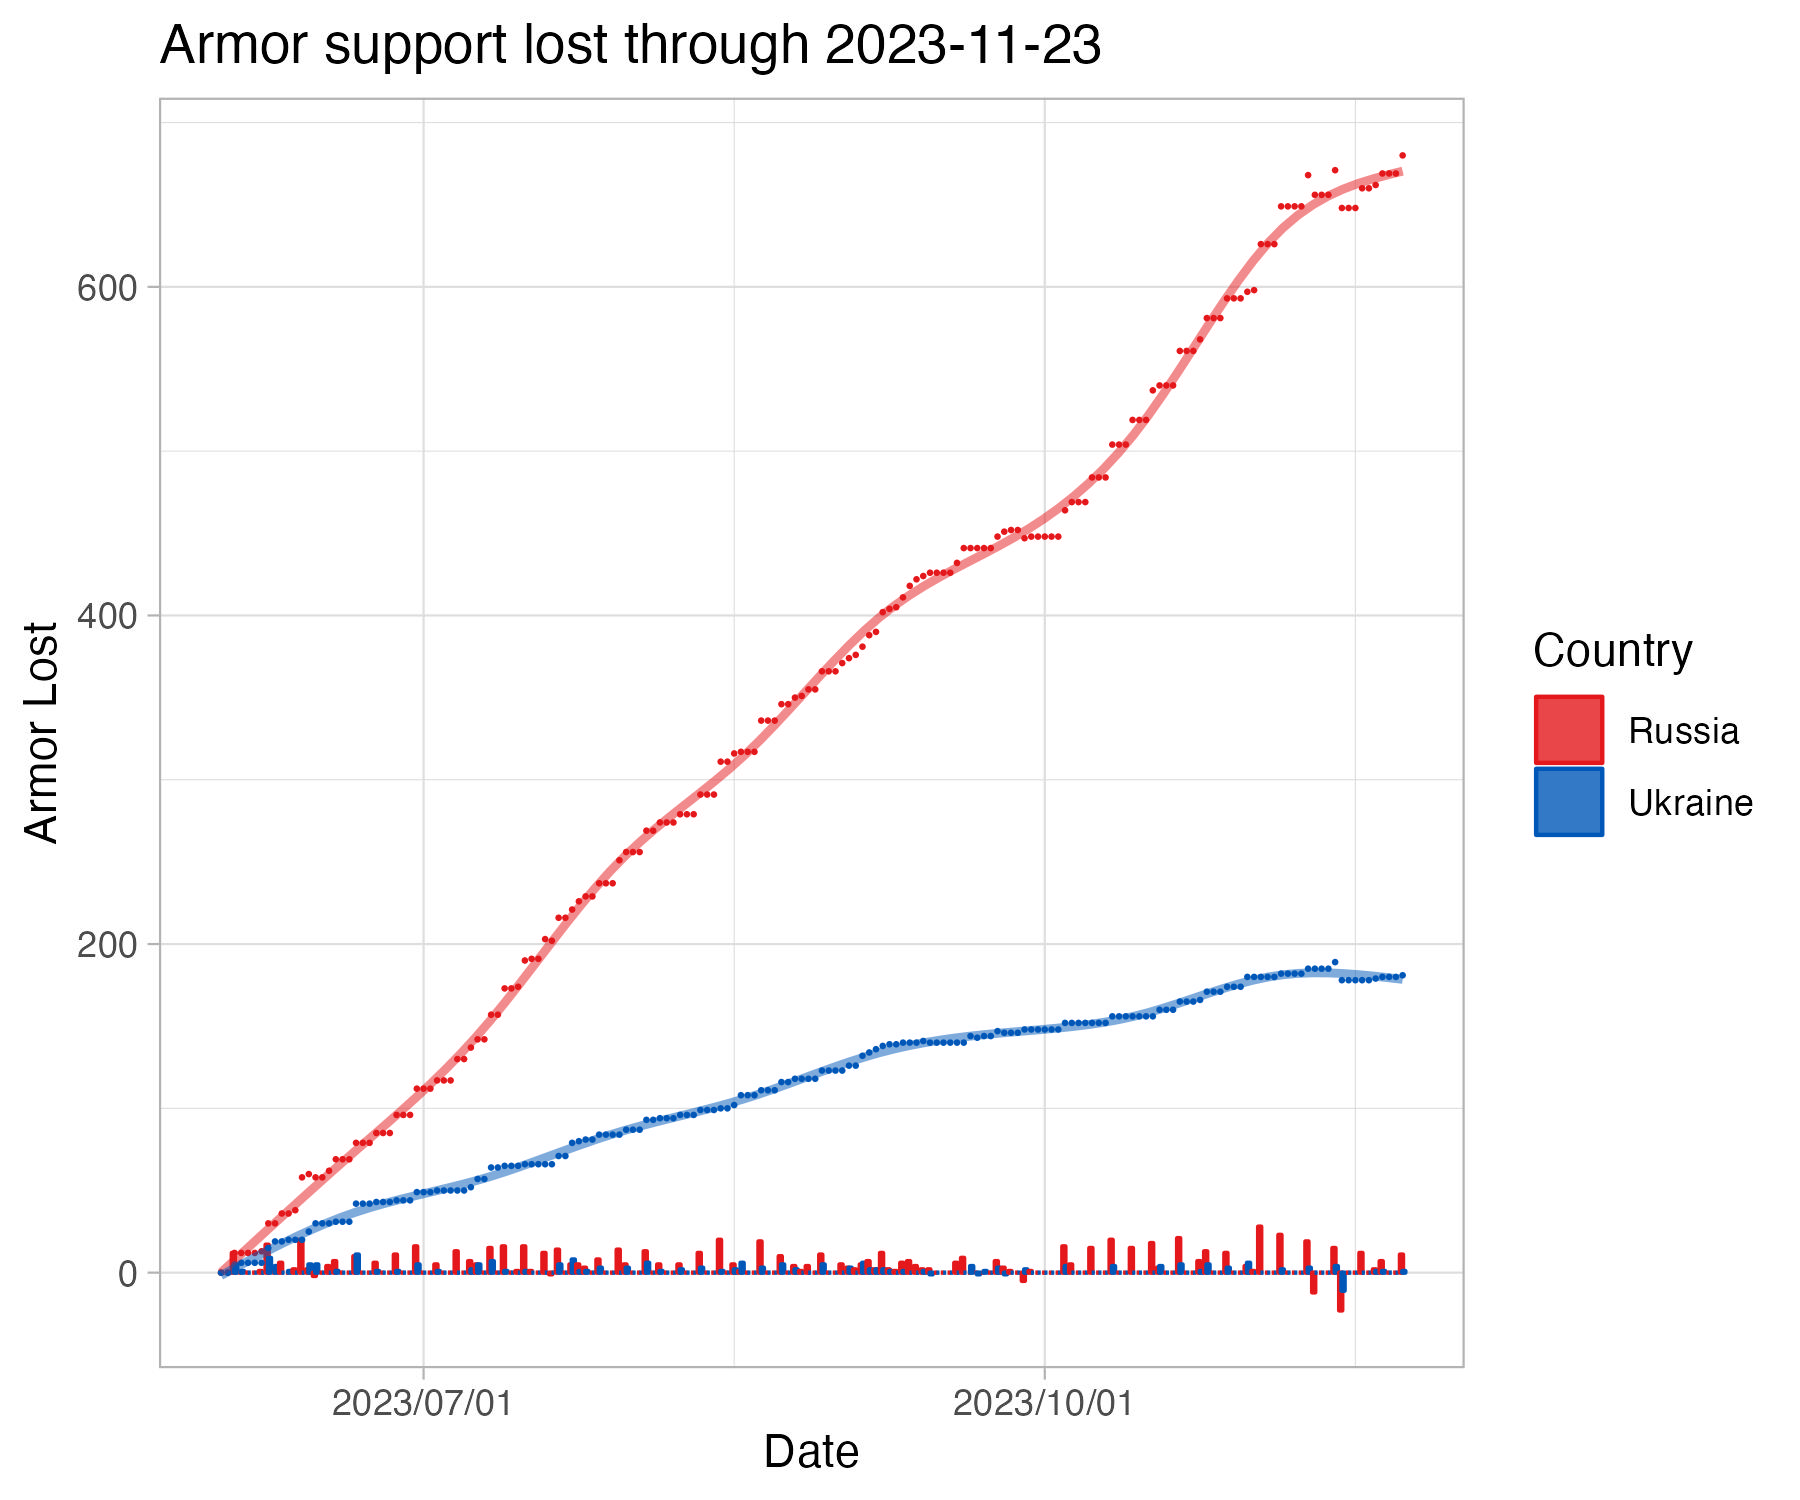 Armor support lost through 2023-11-23
600
400
200
0
Armor Lost
2023/07/01
2023/10/01
Date
Country
Russia
Ukraine